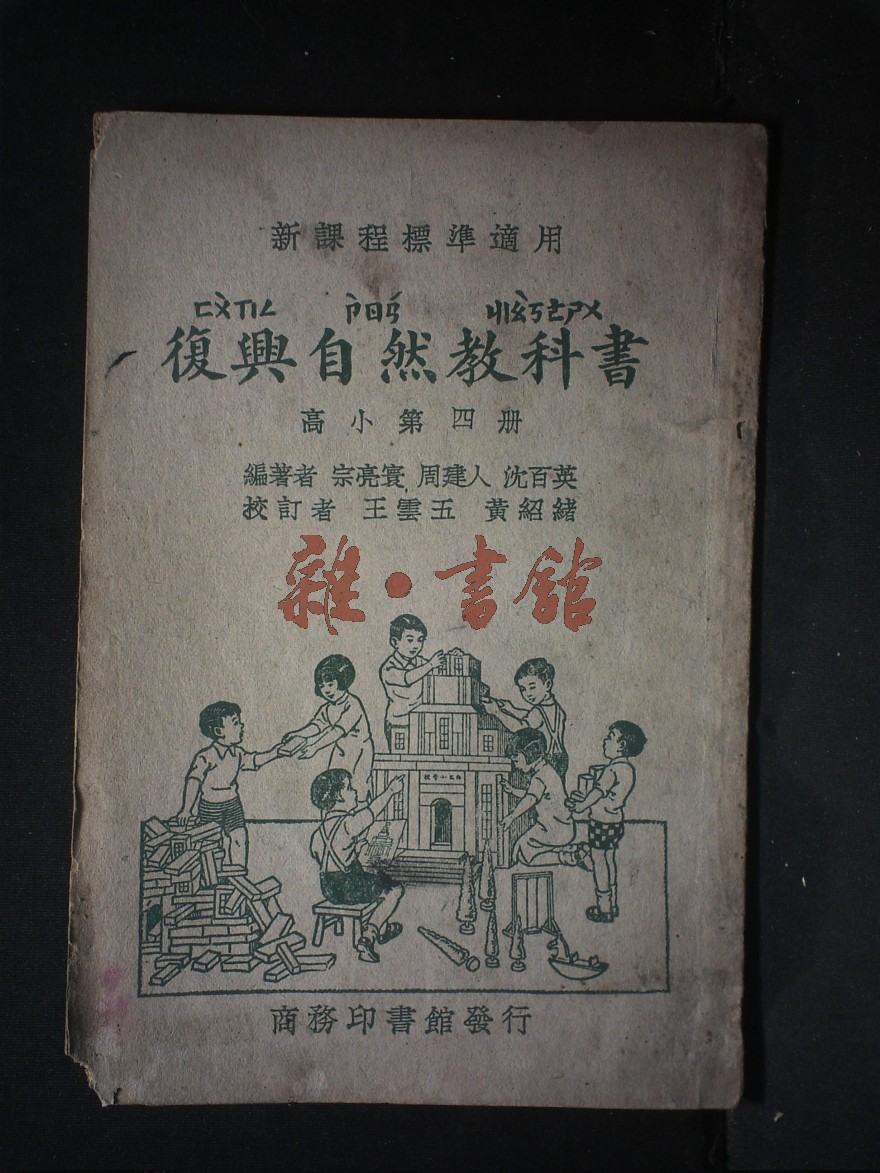 新課程標準適用
ㄈㄨˋㄒㄧㄥ ㄗˋㄖㄢˊ ㄐㄧㄠˋㄎㄜㄕㄨ
復興自然教科書
高小第四册
編著者 宗亮寰 周建人 沈百英
校訂者 王雲五 黄紹緒
雜·書館
商務印書館發行